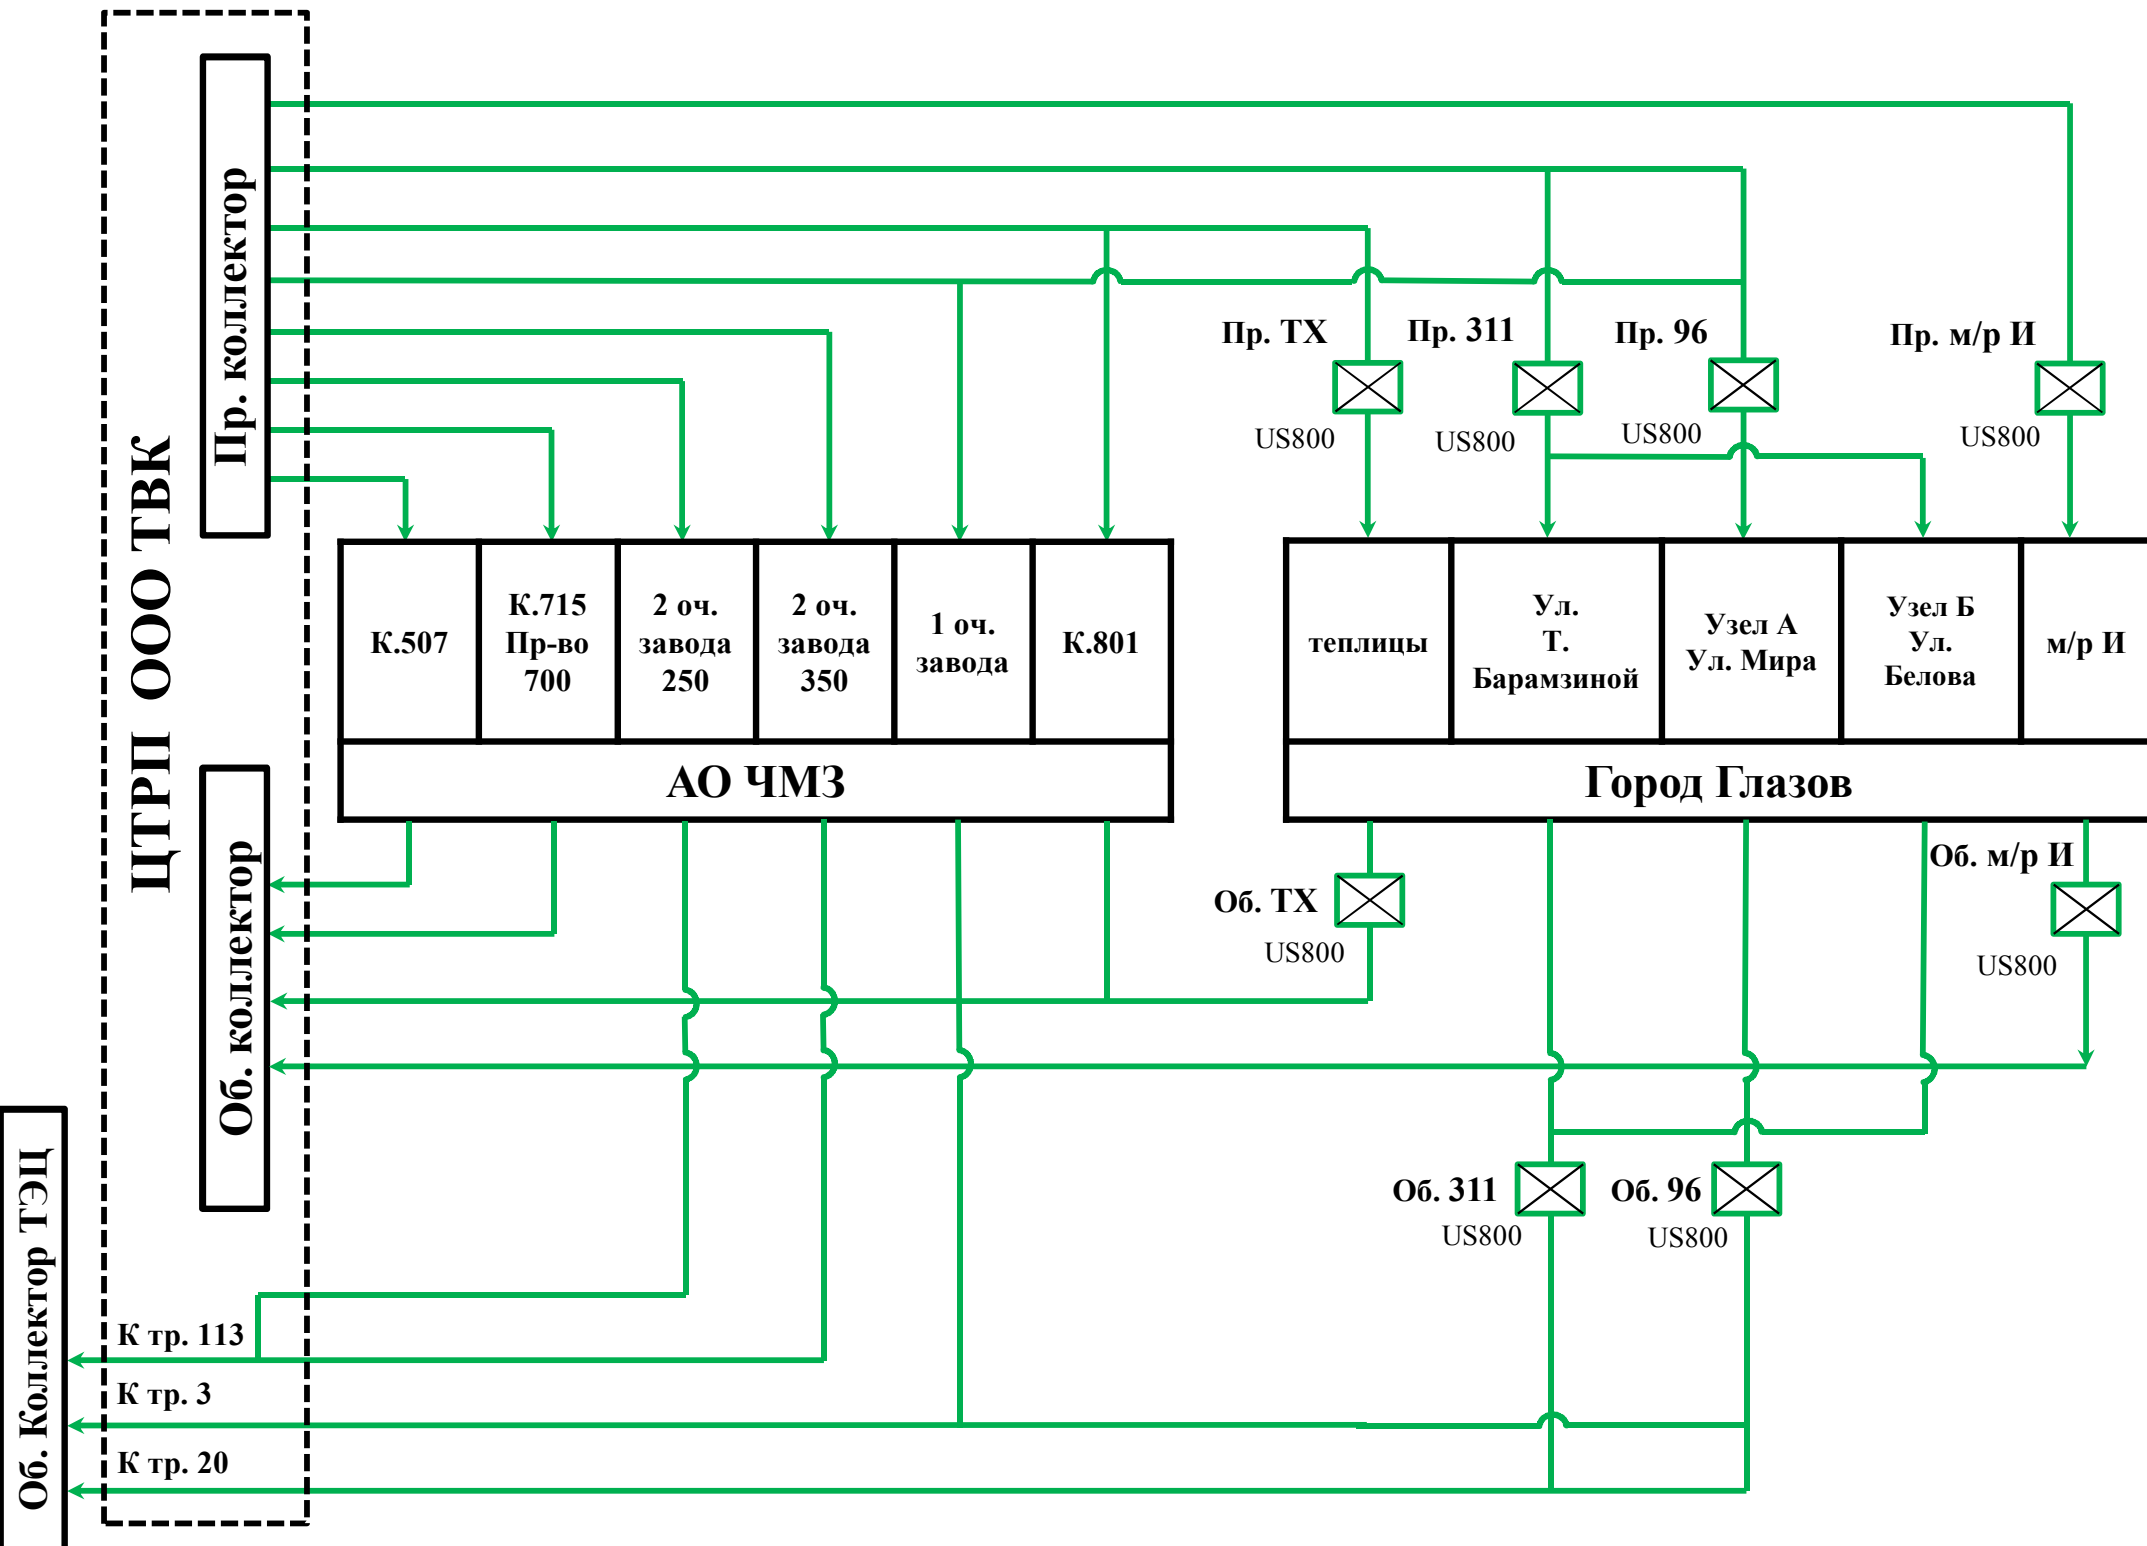 ЦТРП ООО ТВК
Пр. коллектор
Пр. ТХ
US800
Пр. 311
US800
Пр. 96
US800
Пр. м/р И
US800
К.507
К.715
Пр-во
700
2 оч.
завода
250
2 оч.
завода
350
1 оч.
завода
К.801
АО ЧМЗ
теплицы
Ул.
Т.
Барамзиной
Узел А
Ул. Мира
Узел Б
Ул.
Белова
м/р И
Город Глазов
Об. коллектор
Об. ТХ
US800
Об. м/р И
US800
Об. 311
US800
Об. 96
US800
Об. Коллектор ТЭЦ
К тр. 113
К тр. 3
К тр. 20